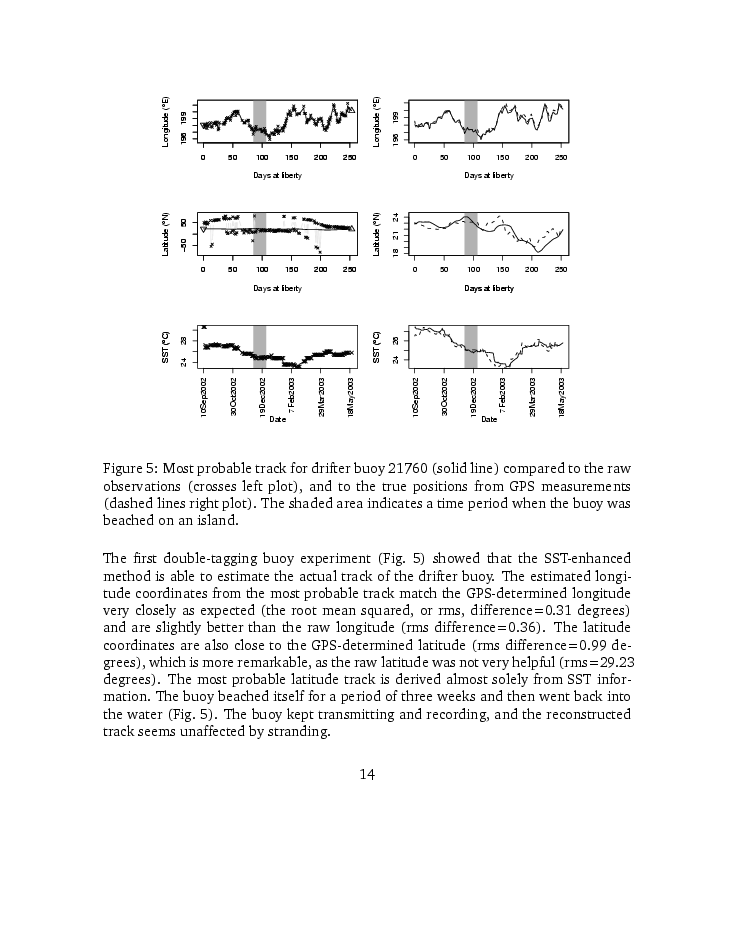 Longitude (°E)
196 199
0 50 100 150 200 250
Days at liberty
Longitude (°E)
196 199
0 50 100 150 200 250
Days at liberty
Latitude (°N)
−50 50
0 50 100 150 200 250
Days at liberty
Latitude (°N)
18 21 24
0 50 100 150 200 250
Days at liberty
SST (°C)
24 28
10Sep2002 30Oct2002 19Dec2002 7Feb2003 29Mar2003 18May2003
Date
SST (°C)
24 26
10Sep2002 30Oct2002 19Dec2002 7Feb2003 29Mar2003 18May2003
Date
Figure 5: Most probable track for drifter buoy 21760 (solid line) compared to the raw
observations (crosses left plot), and to the true positions from GPS measurements
(dashed lines right plot). The shaded area indicates a time period when the buoy was
beached on an island.
The first double-tagging buoy experiment (Fig. 5) showed that the SST-enhanced
method is able to estimate the actual track of the drifter buoy. The estimated longi-
tude coordinates from the most probable track match the GPS-determined longitude
very closely as expected (the root mean squared, or rms, difference=0.31 degrees)
and are slightly better than the raw longitude (rms difference=0.36). The latitude
coordinates are also close to the GPS-determined latitude (rms difference=0.99 de-
grees), which is more remarkable, as the raw latitude was not very helpful (rms=29.23
degrees). The most probable latitude track is derived almost solely from SST infor-
mation. The buoy beached itself for a period of three weeks and then went back into
the water (Fig. 5). The buoy kept transmitting and recording, and the reconstructed
track seems unaffected by stranding.
14